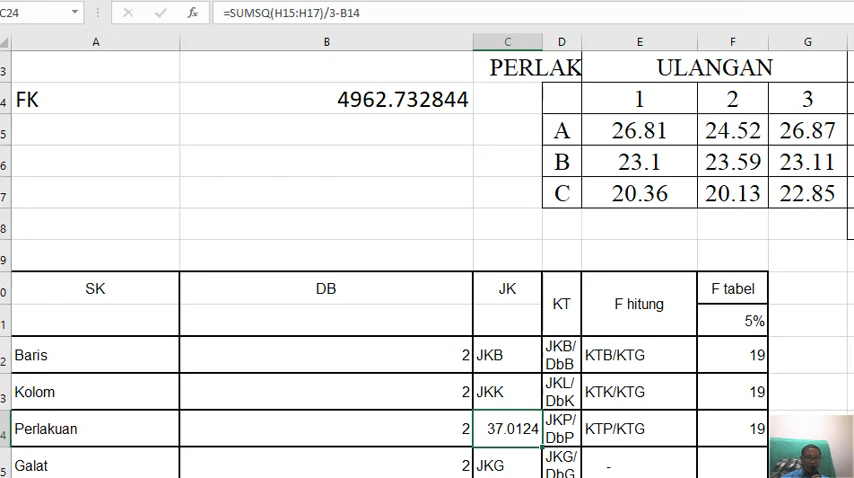 C24 fx =SUMSQ(H15:H17)/3-B14
A B C D E F G
3 PERLAK ULANGAN
4 FK 4962.732844 1 2 3
5 A 26.81 24.52 26.87
6 B 23.1 23.59 23.11
7 C 20.36 20.13 22.85
8
9
0 SK DB JK KT F hitung F tabel
1 5%
2 Baris 2 JKB JKB/ DbB KTB/KTG 19
3 Kolom 2 JKK JKL/ DbK KTK/KTG 19
4 Perlakuan 2 37.0124 JKP/ DbP KTP/KTG 19
5 Galat 2 JKG JKG/ DbG -